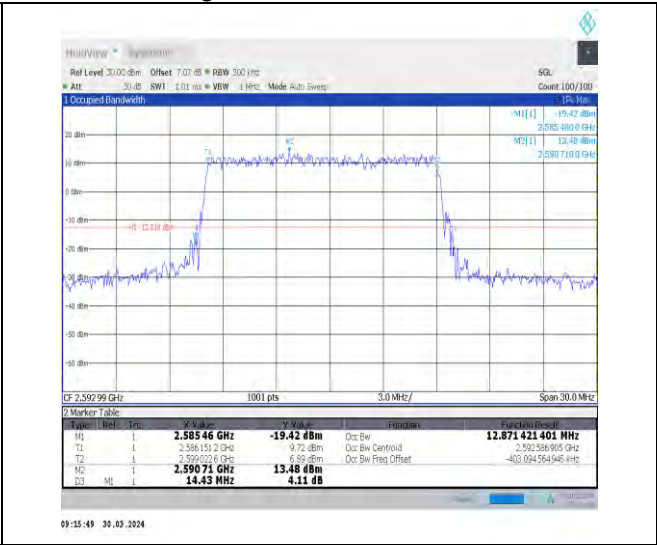 MultiView Spectrum
Ref Level 30.00 dBm Offset 7.07 dB RBW 300 kHz SGL
Att 30 dB SWT 1.01 ms VBW 1 MHz Mode Auto Sweep Count 100/100
1 Occupied Bandwidth 1Pk Max
M1[1] -19.42 dBm
2.585 460 0 GHz
M2[1] 13.48 dBm
2.590 710 0 GHz
20 dBm
M2
T1
10 dBm
0 dBm
-10 dBm
-20 dBm
-30 dBm
-40 dBm
-50 dBm
-60 dBm
CF 2.592 99 GHz 1001 pts 3.0 MHz/ Span 30.0 MHz
2 Marker Table
Type Ref Trc X-Value Y-Value Function Function Result
M1 1 2.585 46 GHz -19.42 dBm Occ Bw 12.871 421 401 MHz
T1 1 2.586 151 2 GHz 9.72 dBm Occ Bw Centroid 2.592 586 905 GHz
T2 1 2.599 022 6 GHz 6.89 dBm Occ Bw Freq Offset -403.094 564 946 kHz
M2 1 2.590 71 GHz 13.48 dBm
D3 M1 1 14.43 MHz 4.11 dB
09:15:49 30.03.2024